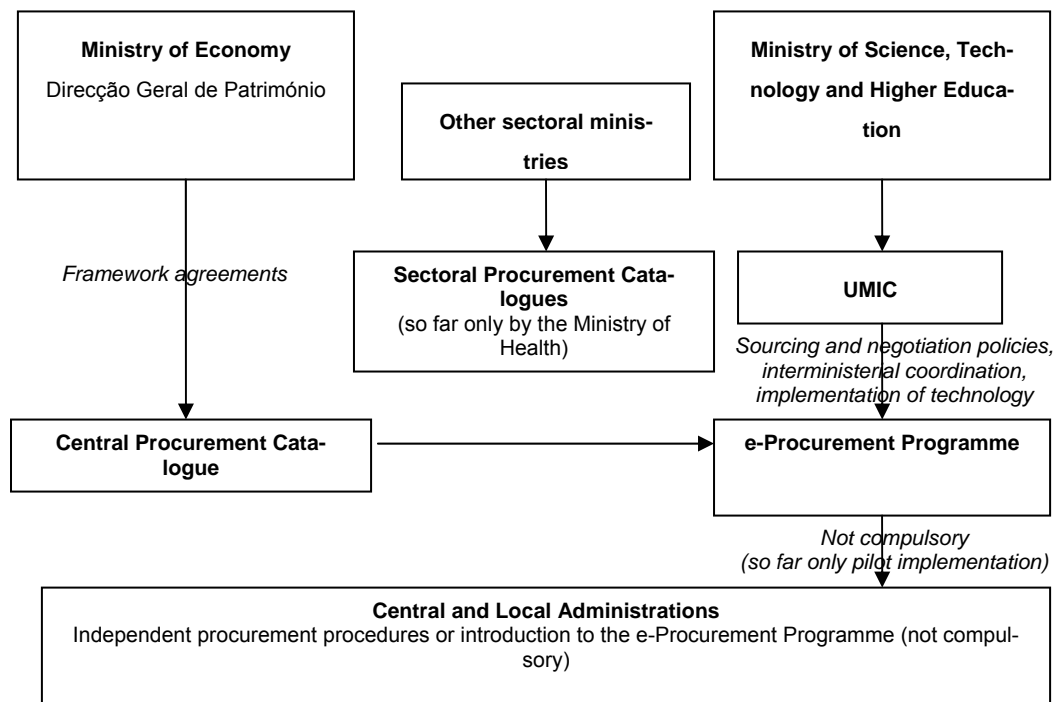 Ministry of Economy
Direcção Geral de Património
Other sectoral minis-
tries
Ministry of Science, Tech-
nology and Higher Educa-
tion
Framework agreements
Sectoral Procurement Cata-
logues
(so far only by the Ministry of
Health)
UMIC
Sourcing and negotiation policies,
interministerial coordination,
implementation of technology
Central Procurement Cata-
logue
e-Procurement Programme
Not compulsory
(so far only pilot implementation)
Central and Local Administrations
Independent procurement procedures or introduction to the e-Procurement Programme (not compul-
sory)